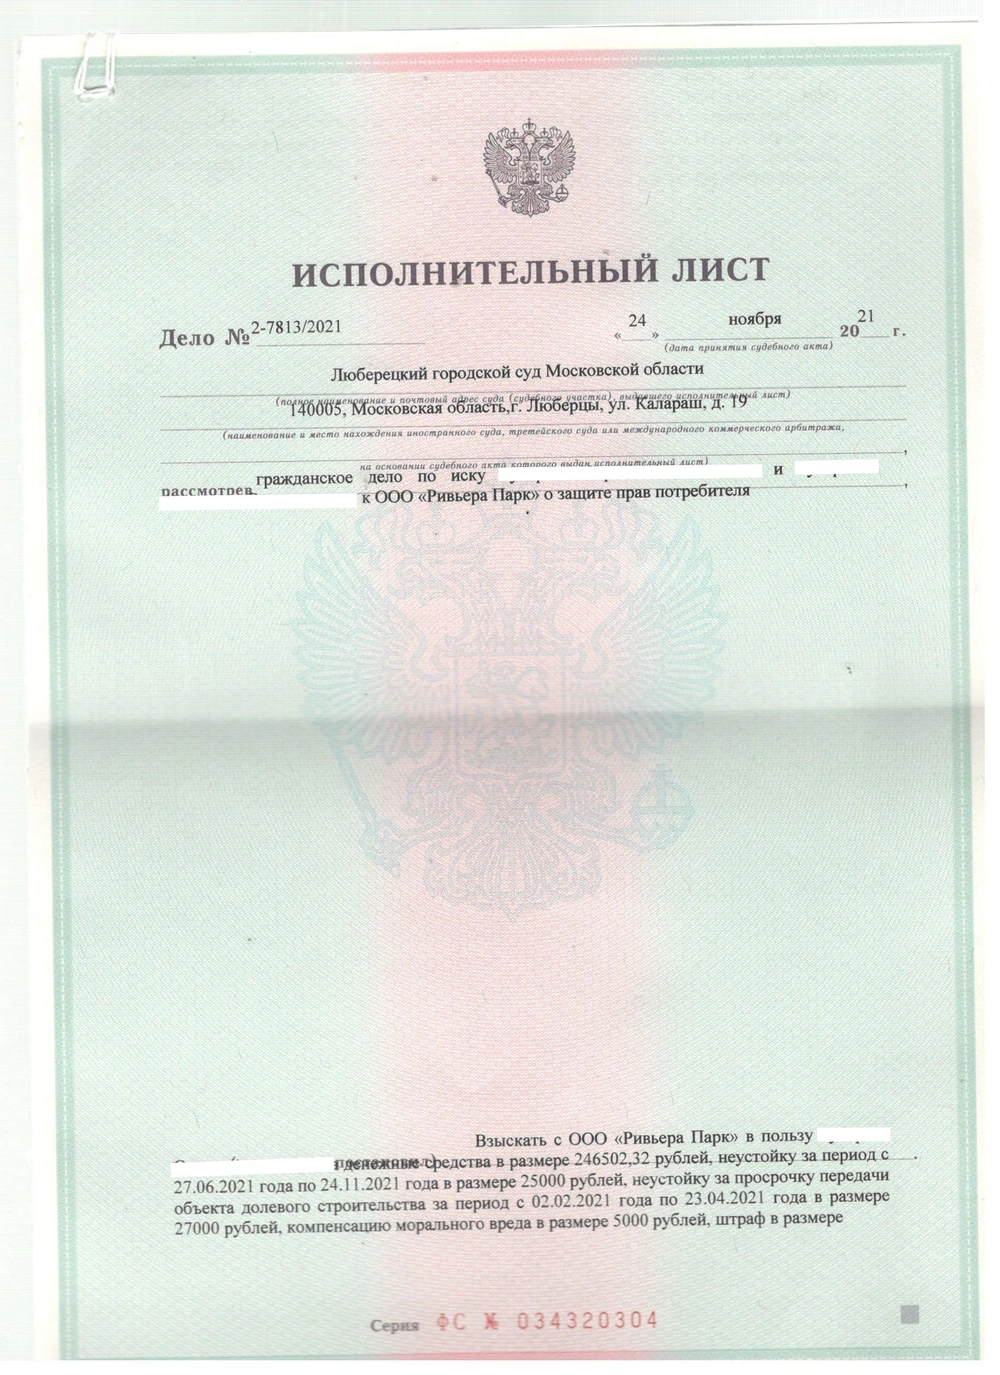 ИСПОЛНИТЕЛЬНЫЙ ЛИСТ
Дело № 2-7813/2021 « 24 » ноября 20 21 г.
(дата принятия судебного акта)
Люберецкий городской суд Московской области
(полное наименование и почтовый адрес суда (судебного участка), выдавшего исполнительный лист)
140005, Московская область,г. Люберцы, ул. Калараш, д. 19
(наименование и место нахождения иностранного суда, третейского суда или международного коммерческого арбитража,
на основании судебного акта которого выдан исполнительный лист)
гражданское дело по иску и
рассмотрев к ООО «Ривьера Парк» о защите прав потребителя
Взыскать с ООО «Ривьера Парк» в пользу
денежные средства в размере 246502,32 рублей, неустойку за период с
27.06.2021 года по 24.11.2021 года в размере 25000 рублей, неустойку за просрочку передачи
объекта долевого строительства за период с 02.02.2021 года по 23.04.2021 года в размере
27000 рублей, компенсацию морального вреда в размере 5000 рублей, штраф в размере
Серия ФС № 034320304